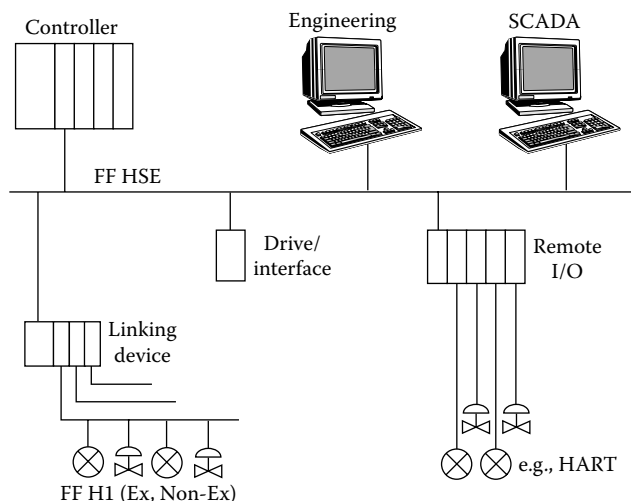 Controller
Engineering
SCADA
FF HSE
Drive/
interface
Remote
I/O
Linking
device
e.g., HART
FF H1 (Ex, Non-Ex)